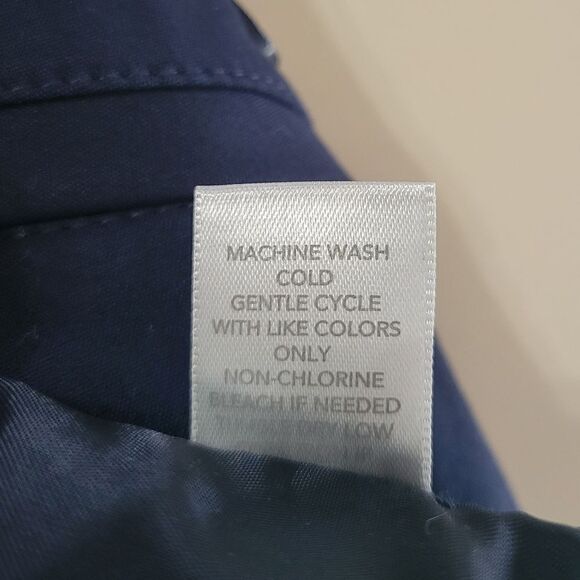 MACHINE WASH
COLD
GENTLE CYCLE
WITH LIKE COLORS
ONLY
NON-CHLORINE
BLEACH IF NEEDED
DRY LOW